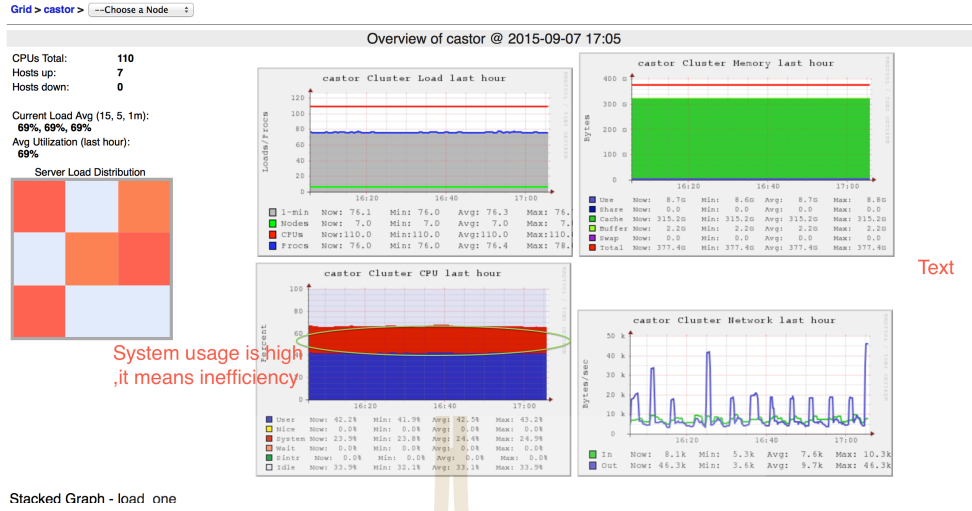 Grid > castor > --Choose a Node
Overview of castor @ 2015-09-07 17:05
CPUs Total: 110
Hosts up: 7
Hosts down: 0
Current Load Avg (15, 5, 1m):
69%, 69%, 69%
Avg Utilization (last hour):
69%
Server Load Distribution
castor Cluster Load last hour
Loads/Procs
120
100
80
60
40
20
0
16:20 16:40 17:00
1-min Now: 76.1 Min: 76.0 Avg: 76.3 Max: 76.
Nodes Now: 7.0 Min: 7.0 Avg: 7.0 Max: 7.
CPUs Now:110.0 Min:110.0 Avg:110.0 Max:110.
Procs Now: 76.0 Min: 76.0 Avg: 76.4 Max: 78.
castor Cluster Memory last hour
Bytes
400 G
300 G
200 G
100 G
0
16:20 16:40 17:00
Use Now: 8.7G Min: 8.6G Avg: 8.7G Max: 8.8G
Share Now: 0.0 Min: 0.0 Avg: 0.0 Max: 0.0
Cache Now: 315.2G Min: 315.2G Avg: 315.2G Max: 315.2G
Buffer Now: 2.2G Min: 2.2G Avg: 2.2G Max: 2.2G
Swap Now: 0.0 Min: 0.0 Avg: 0.0 Max: 0.0
Total Now: 377.4G Min: 377.4G Avg: 377.4G Max: 377.4G
Text
castor Cluster CPU last hour
Percent
100
80
60
20
0
16:20 16:40 17:00
System usage is high
,it means inefficiency
User Now: 42.2% Min: 41.9% Avg: 42.5% Max: 43.2%
Nice Now: 0.0% Min: 0.0% Avg: 0.0% Max: 0.0%
System Now: 23.9% Min: 23.8% Avg: 24.4% Max: 24.9%
Wait Now: 0.0% Min: 0.0% Avg: 0.0% Max: 0.0%
Sintr Now: 0.0% Min: 0.0% Avg: 0.0% Max: 0.0%
Idle Now: 33.9% Min: 32.1% Avg: 33.1% Max: 33.9%
castor Cluster Network last hour
Bytes/sec
50 k
40 k
30 k
20 k
10 k
0
16:20 16:40 17:00
In Now: 8.1k Min: 5.3k Avg: 7.6k Max: 10.3k
Out Now: 46.3k Min: 3.6k Avg: 9.7k Max: 46.3k
Stacked Graph - load_one